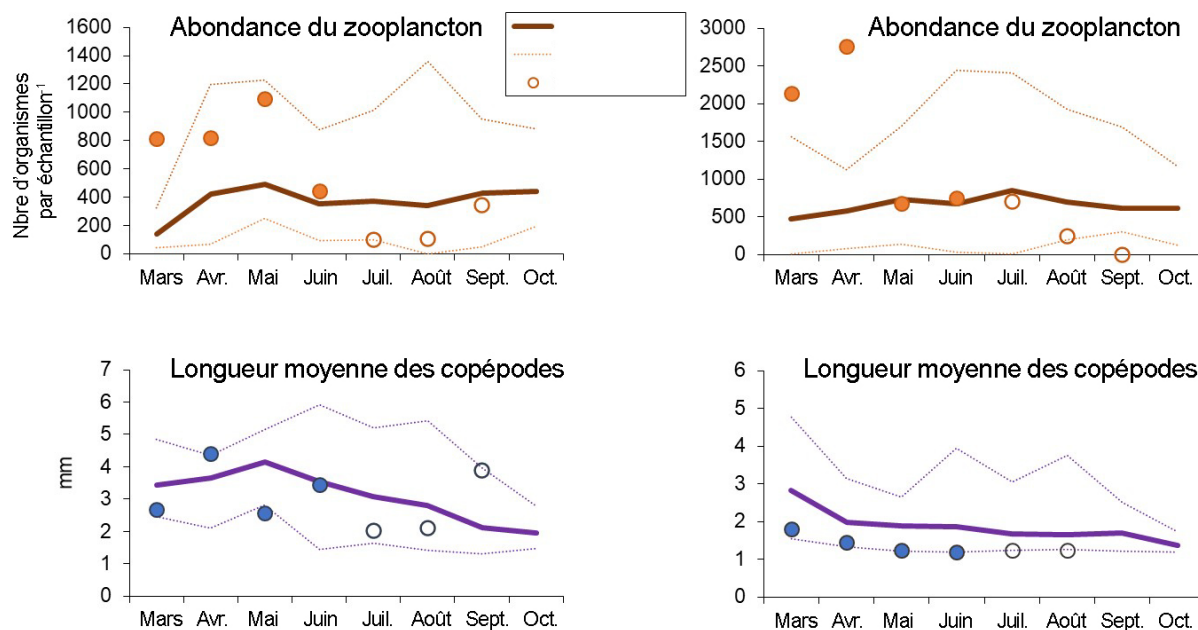 Abondance du zooplancton
1600
1400
1200
1000
800
600
400
200
0
Nbre d'organismes
par échantillon-1
Mars Avr. Mai Juin Juil. Août Sept. Oct.
Abondance du zooplancton
3000
2500
2000
1500
1000
500
0
Mars Avr. Mai Juin Juil. Août Sept. Oct.
Longueur moyenne des copépodes
7
6
5
4
3
2
1
0
mm
Mars Avr. Mai Juin Juil. Août Sept. Oct.
Longueur moyenne des copépodes
6
5
4
3
2
1
0
Mars Avr. Mai Juin Juil. Août Sept. Oct.